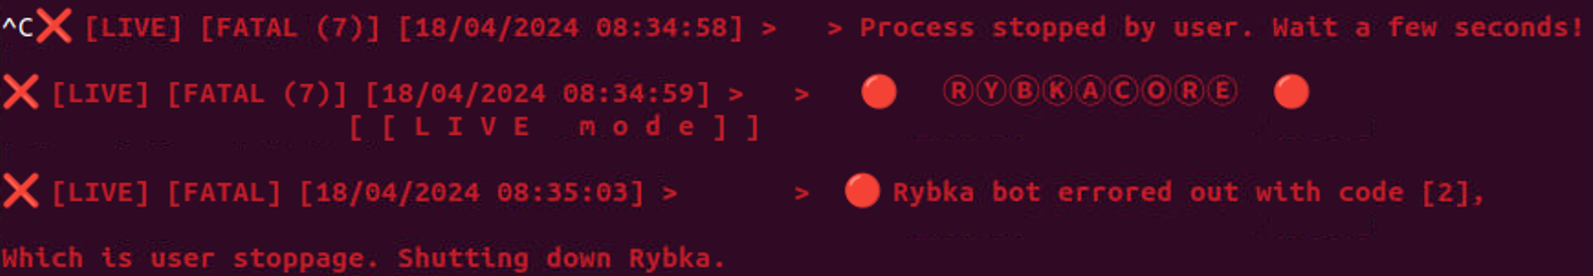 ^C❌ [LIVE] [FATAL (7)] [18/04/2024 08:34:58] >   > Process stopped by user. Wait a few seconds!
❌ [LIVE] [FATAL (7)] [18/04/2024 08:34:59] >   >   🔴   ⓇⓎⒷⓀⒶⒸⓄⓇⒺ   🔴
[ [ L I V E   m o d e ] ]
❌ [LIVE] [FATAL] [18/04/2024 08:35:03] >       >  🔴 Rybka bot errored out with code [2],
Which is user stoppage. Shutting down Rybka.